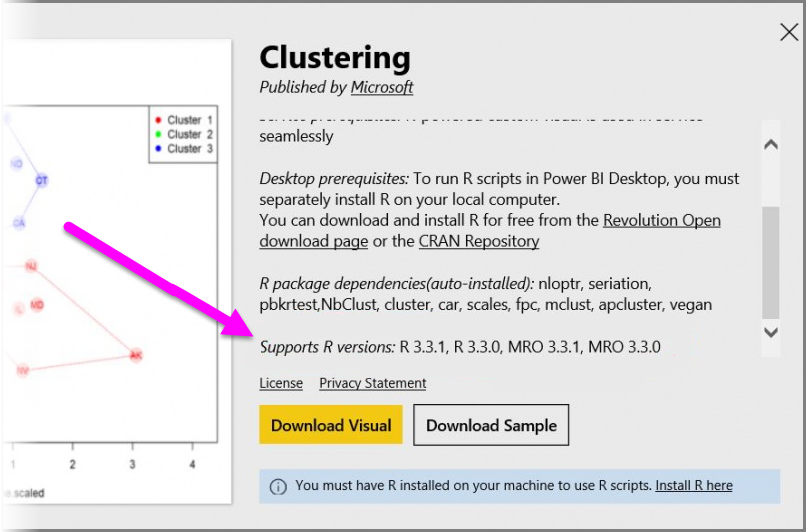 Clustering
Published by Microsoft
seamlessly
Desktop prerequisites: To run R scripts in Power BI Desktop, you must
separately install R on your local computer.
You can download and install R for free from the Revolution Open
download page or the CRAN Repository
R package dependencies(auto-installed): nloptr, seriation,
pbkrtest,NbClust, cluster, car, scales, fpc, mclust, apcluster, vegan
Supports R versions: R 3.3.1, R 3.3.0, MRO 3.3.1, MRO 3.3.0
License Privacy Statement
Download Visual Download Sample
You must have R installed on your machine to use R scripts. Install R here
Cluster 1
Cluster 2
Cluster 3
ND
CT
CA
NJ
MD
AK
NV
1 2 3 4
e.scaled